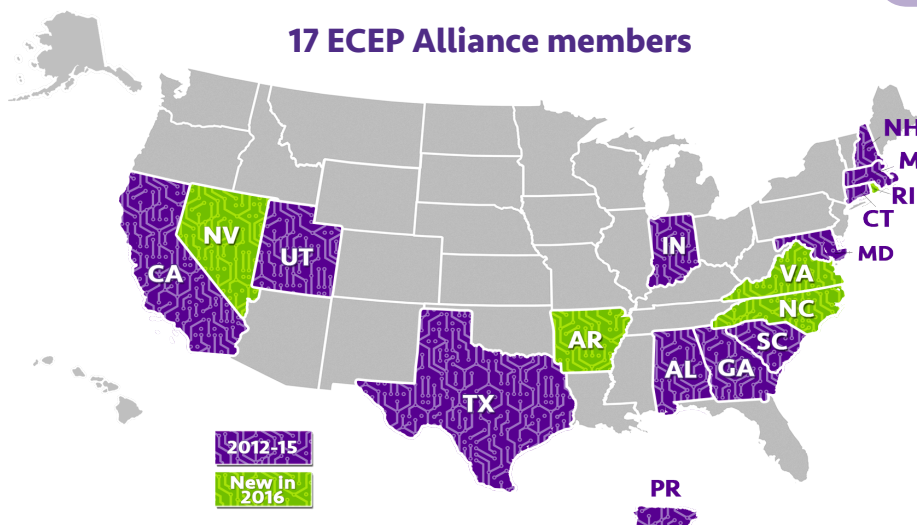 17 ECEP Alliance members
NH
M
RI
CT
MD
NV
UT
CA
IN
VA
NC
AR
SC
AL
GA
TX
2012-15
New in
2016
PR